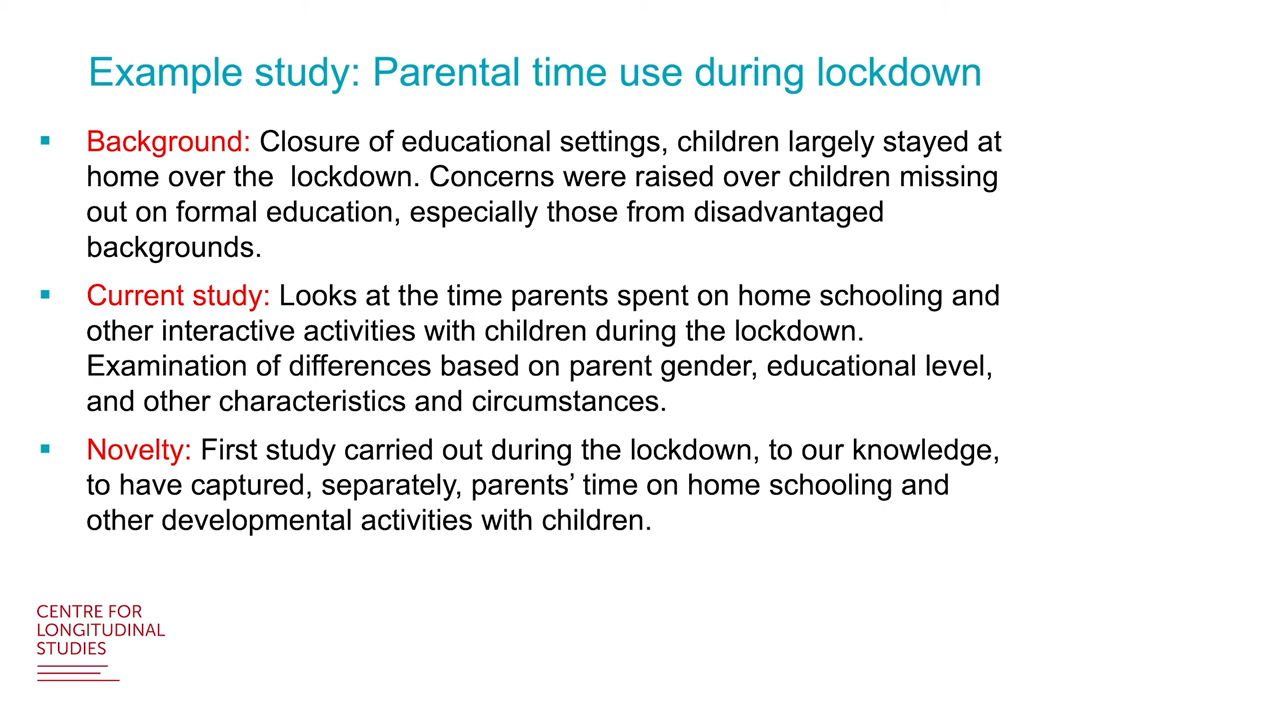 Example study: Parental time use during lockdown
▪ Background: Closure of educational settings, children largely stayed at
home over the  lockdown. Concerns were raised over children missing
out on formal education, especially those from disadvantaged
backgrounds.
▪ Current study: Looks at the time parents spent on home schooling and
other interactive activities with children during the lockdown.
Examination of differences based on parent gender, educational level,
and other characteristics and circumstances.
▪ Novelty: First study carried out during the lockdown, to our knowledge,
to have captured, separately, parents’ time on home schooling and
other developmental activities with children.
CENTRE FOR
LONGITUDINAL
STUDIES